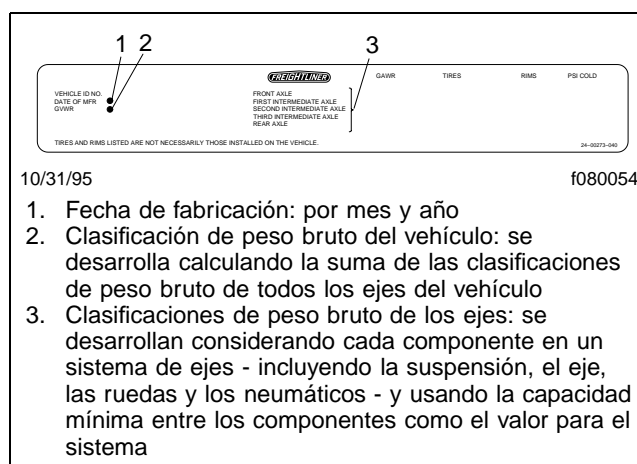 1 2 3
FREIGHTLINER GAWR TIRES RIMS PSI COLD
VEHICLE ID NO.
DATE OF MFR
GVWR
FRONT AXLE
FIRST INTERMEDIATE AXLE
SECOND INTERMEDIATE AXLE
THIRD INTERMEDIATE AXLE
REAR AXLE
TIRES AND RIMS LISTED ARE NOT NECESSARILY THOSE INSTALLED ON THE VEHICLE. 24–00273–040
10/31/95 f080054
1. Fecha de fabricación: por mes y año
2. Clasificación de peso bruto del vehículo: se
desarrolla calculando la suma de las clasificaciones
de peso bruto de todos los ejes del vehículo
3. Clasificaciones de peso bruto de los ejes: se
desarrollan considerando cada componente en un
sistema de ejes - incluyendo la suspensión, el eje,
las ruedas y los neumáticos - y usando la capacidad
mínima entre los componentes como el valor para el
sistema